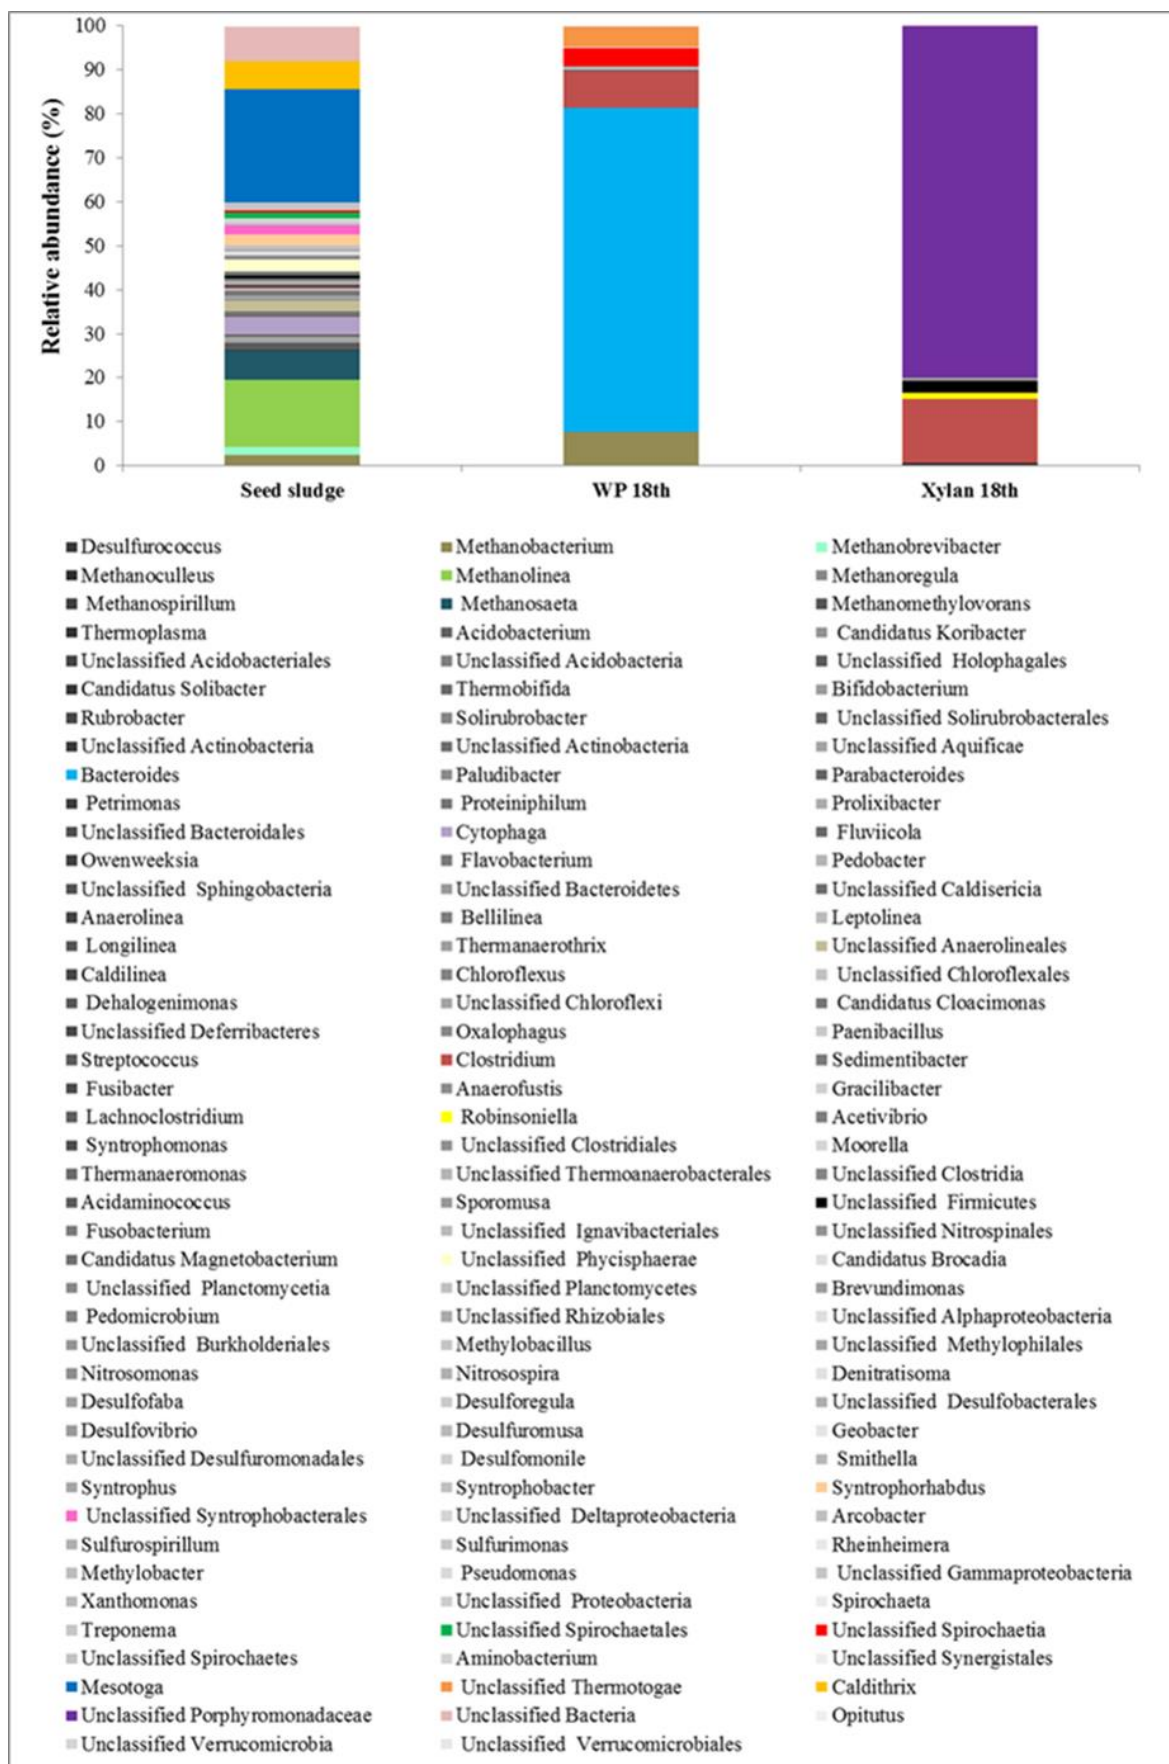 Relative abundance (%)
100
90
80
70
60
50
40
30
20
10
0
Seed sludge WP 18th Xylan 18th
Desulfurococcus Methanobacterium Methanobrevibacter
Methanoculleus Methanolinea Methanoregula
Methanospirillum Methanosaeta Methanomethylovorans
Thermoplasma Acidobacterium Candidatus Koribacter
Unclassified Acidobacteriales Unclassified Acidobacteria Unclassified Holophagales
Candidatus Solibacter Thermobifida Bifidobacterium
Rubrobacter Solirubrobacter Unclassified Solirubrobacterales
Unclassified Actinobacteria Unclassified Actinobacteria Unclassified Aquificae
Bacteroides Paludibacter Parabacteroides
Petrimonas Proteiniphilum Prolixibacter
Unclassified Bacteroidales Cytophaga Fluviicola
Owenweeksia Flavobacterium Pedobacter
Unclassified Sphingobacteria Unclassified Bacteroidetes Unclassified Caldisericia
Anaerolinea Bellilinea Leptolinea
Longilinea Thermanaerothrix Unclassified Anaerolineales
Caldilinea Chloroflexus Unclassified Chloroflexales
Dehalogenimonas Unclassified Chloroflexi Candidatus Cloacimonas
Unclassified Deferribacteres Oxalophagus Paenibacillus
Streptococcus Clostridium Sedimentibacter
Fusibacter Anaerofustis Gracilibacter
Lachnoclostridium Robinsoniella Acetivibrio
Syntrophomonas Unclassified Clostridiales Moorella
Thermanaeromonas Unclassified Thermoanaerobacterales Unclassified Clostridia
Acidaminococcus Sporomusa Unclassified Firmicutes
Fusobacterium Unclassified Ignavibacteriales Unclassified Nitrospinales
Candidatus Magnetobacterium Unclassified Phycisphaerae Candidatus Brocadia
Unclassified Planctomycetia Unclassified Planctomycetes Brevundimonas
Pedomicrobium Unclassified Rhizobiales Unclassified Alphaproteobacteria
Unclassified Burkholderiales Methylobacillus Unclassified Methylophilales
Nitrosomonas Nitrosospira Denitratisoma
Desulfofaba Desulforegula Unclassified Desulfobacterales
Desulfovibrio Desulfuromusa Geobacter
Unclassified Desulfuromonadales Desulfomonile Smithella
Syntrophus Syntrophobacter Syntrophorhabdus
Unclassified Syntrophobacterales Unclassified Deltaproteobacteria Arcobacter
Sulfurospirillum Sulfurimonas Rheinheimera
Methylobacter Pseudomonas Unclassified Gammaproteobacteria
Xanthomonas Unclassified Proteobacteria Spirochaeta
Treponema Unclassified Spirochaetales Unclassified Spirochaetia
Unclassified Spirochaetes Aminobacterium Unclassified Synergistales
Mesotoga Unclassified Thermotogae Caldithrix
Unclassified Porphyromonadaceae Unclassified Bacteria Opitutus
Unclassified Verrucomicrobia Unclassified Verrucomicrobiales